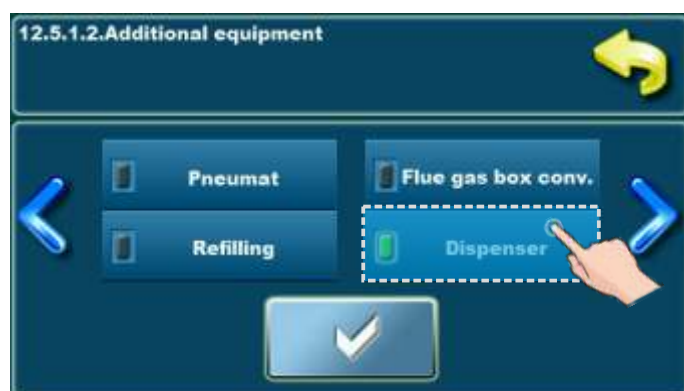 12.5.1.2.Additional equipment
Pneumat
Flue gas box conv.
Refilling
Dispenser